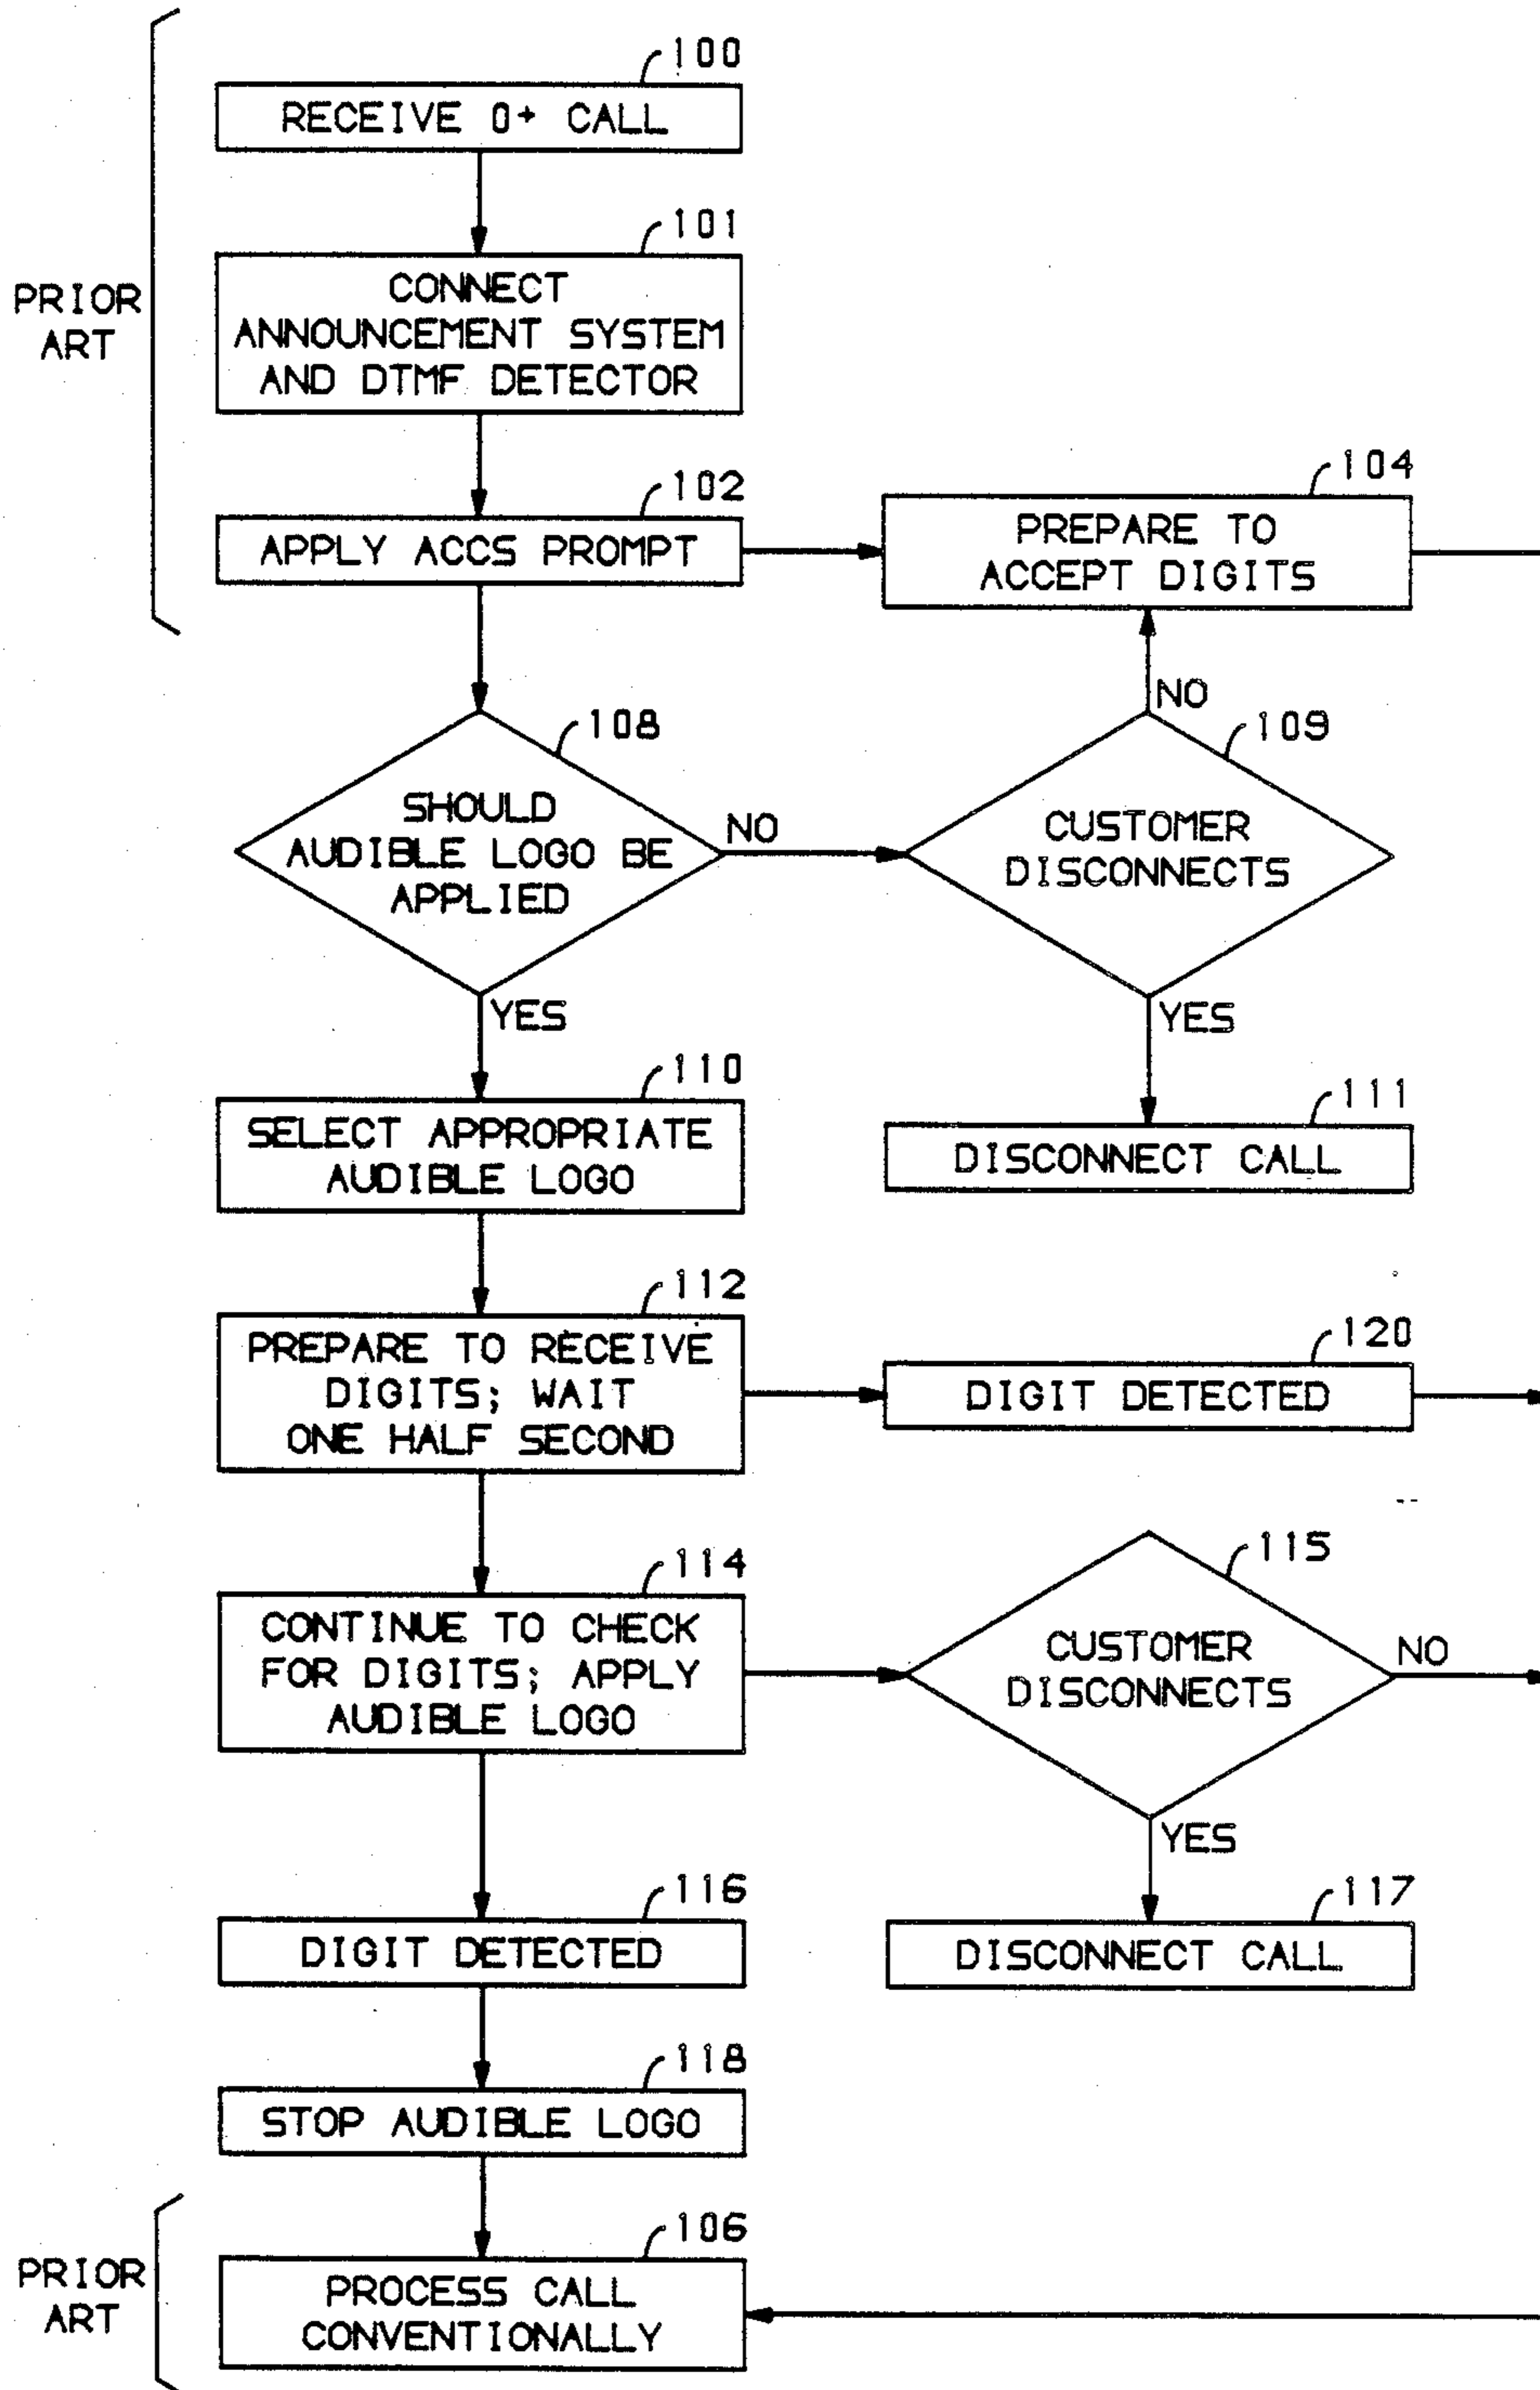 100
RECEIVE 0+ CALL
101
CONNECT
ANNOUNCEMENT SYSTEM
AND DTMF DETECTOR
PRIOR
ART
102
APPLY ACCS PROMPT
104
PREPARE TO
ACCEPT DIGITS
108
SHOULD
AUDIBLE LOGO BE
APPLIED
NO
YES
109
CUSTOMER
DISCONNECTS
NO
YES
110
SELECT APPROPRIATE
AUDIBLE LOGO
111
DISCONNECT CALL
112
PREPARE TO RECEIVE
DIGITS; WAIT
ONE HALF SECOND
120
DIGIT DETECTED
114
CONTINUE TO CHECK
FOR DIGITS; APPLY
AUDIBLE LOGO
115
CUSTOMER
DISCONNECTS
NO
YES
116
DIGIT DETECTED
117
DISCONNECT CALL
118
STOP AUDIBLE LOGO
PRIOR
ART
106
PROCESS CALL
CONVENTIONALLY